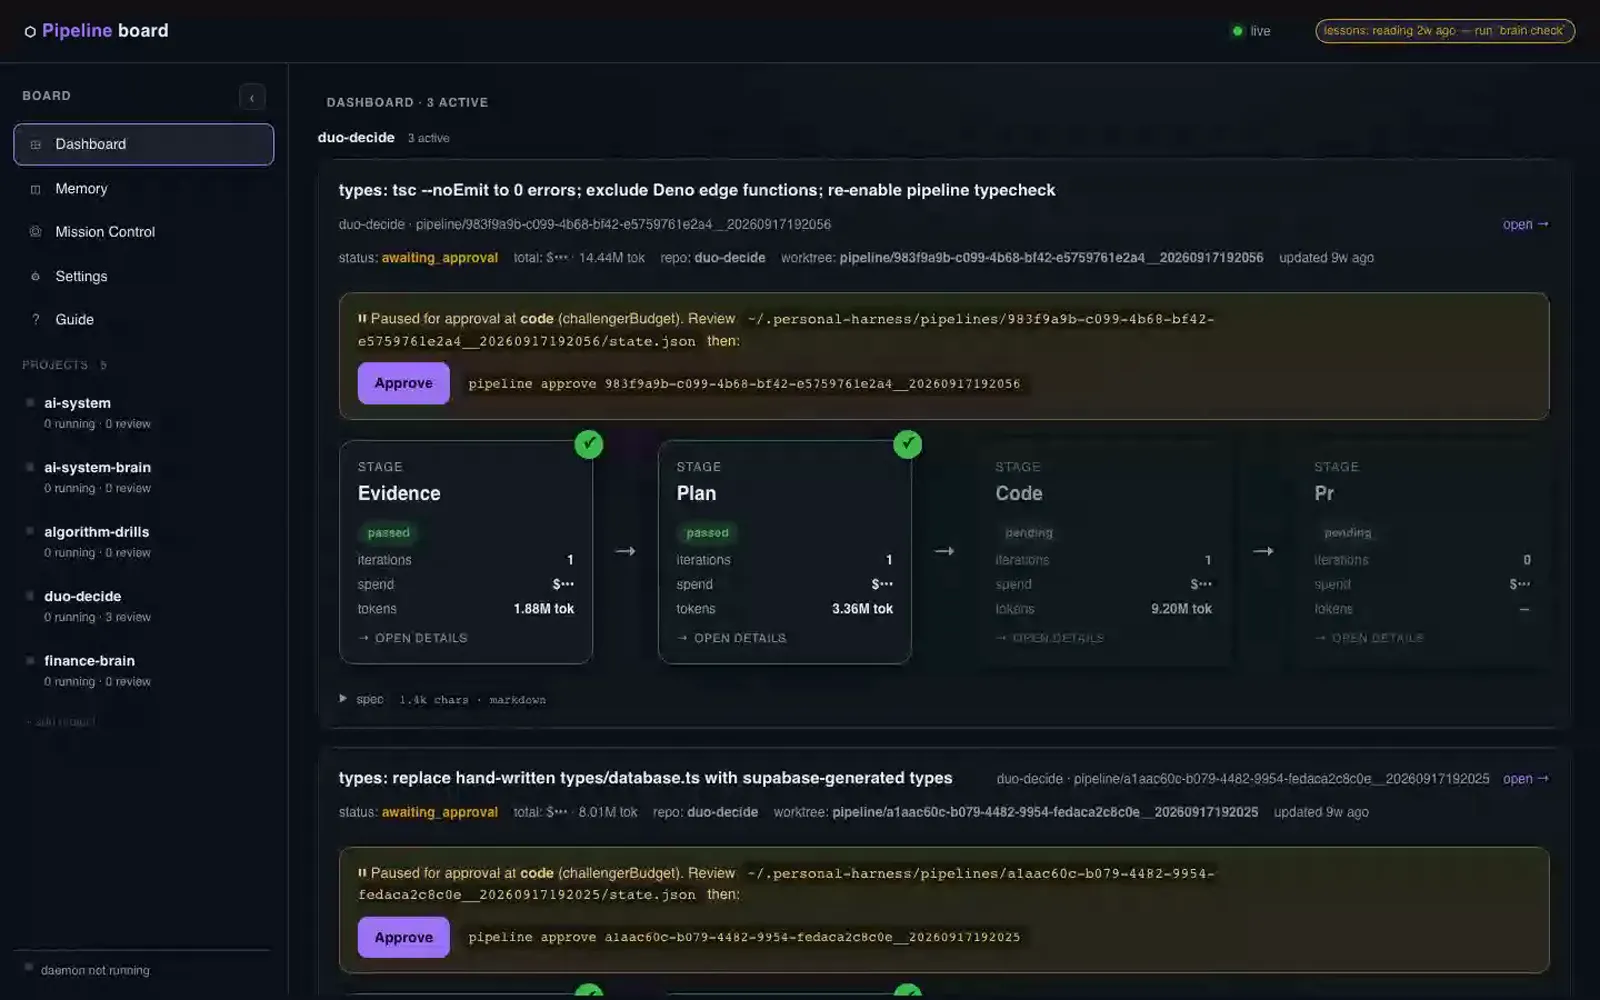 Pipeline board
live
lessons: reading 2w ago — run `brain check`
BOARD
Dashboard
Memory
Mission Control
Settings
? Guide
PROJECTS · 5
ai-system
0 running · 0 review
ai-system-brain
0 running · 0 review
algorithm-drills
0 running · 0 review
duo-decide
0 running · 3 review
finance-brain
0 running · 0 review
+ add project
daemon not running
DASHBOARD · 3 ACTIVE
duo-decide 3 active
types: tsc --noEmit to 0 errors; exclude Deno edge functions; re-enable pipeline typecheck
duo-decide · pipeline/983f9a9b-c099-4b68-bf42-e5759761e2a4__20260917192056 open →
status: awaiting_approval total: $••• · 14.44M tok repo: duo-decide worktree: pipeline/983f9a9b-c099-4b68-bf42-e5759761e2a4__20260917192056 updated 9w ago
Paused for approval at code (challengerBudget). Review ~/.personal-harness/pipelines/983f9a9b-c099-4b68-bf42-
e5759761e2a4__20260917192056/state.json then:
Approve pipeline approve 983f9a9b-c099-4b68-bf42-e5759761e2a4__20260917192056
STAGE
Evidence
passed
iterations 1
spend $•••
tokens 1.88M tok
→ OPEN DETAILS
→
STAGE
Plan
passed
iterations 1
spend $•••
tokens 3.36M tok
→ OPEN DETAILS
→
STAGE
Code
pending
iterations 1
spend $•••
tokens 9.20M tok
→ OPEN DETAILS
→
STAGE
Pr
pending
iterations 0
spend $•••
tokens —
→ OPEN DETAILS
▶ spec 1.4k chars · markdown
types: replace hand-written types/database.ts with supabase-generated types duo-decide · pipeline/a1aac60c-b079-4482-9954-fedaca2c8c0e__20260917192025 open →
status: awaiting_approval total: $••• · 8.01M tok repo: duo-decide worktree: pipeline/a1aac60c-b079-4482-9954-fedaca2c8c0e__20260917192025 updated 9w ago
Paused for approval at code (challengerBudget). Review ~/.personal-harness/pipelines/a1aac60c-b079-4482-9954-
fedaca2c8c0e__20260917192025/state.json then:
Approve pipeline approve a1aac60c-b079-4482-9954-fedaca2c8c0e__20260917192025